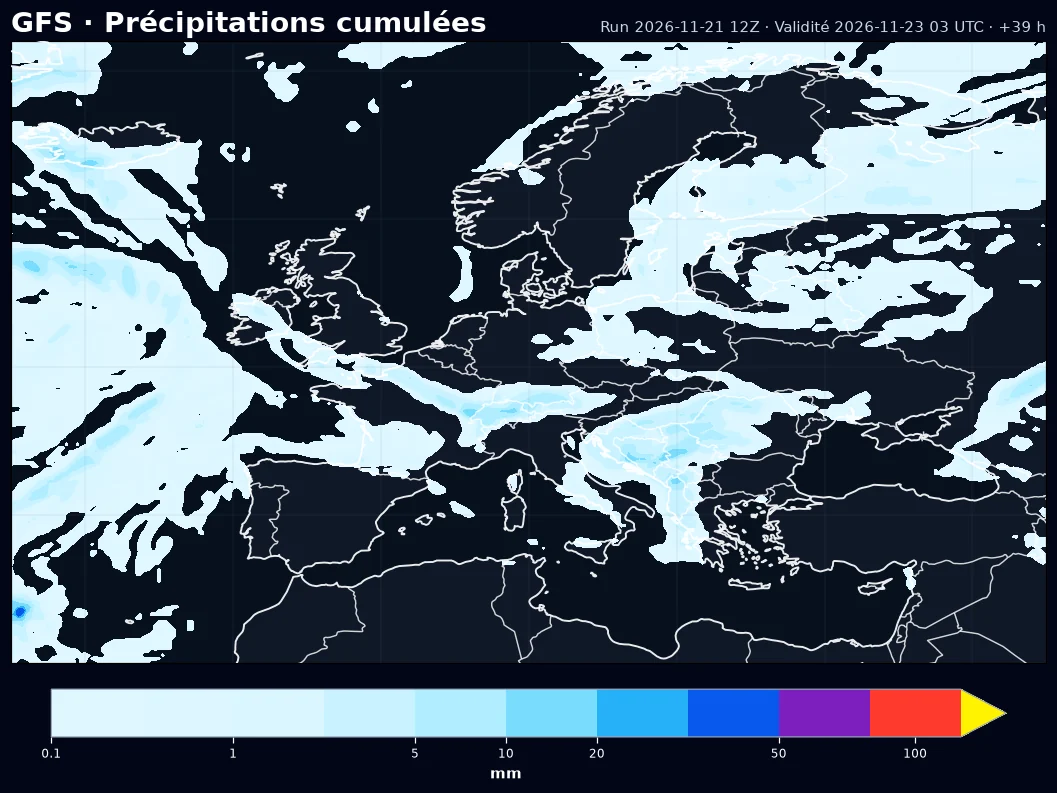 GFS · Précipitations cumulées
Run 2026-11-21 12Z · Validité 2026-11-23 03 UTC · +39 h
0.1 1 5 10 20 50 100
mm